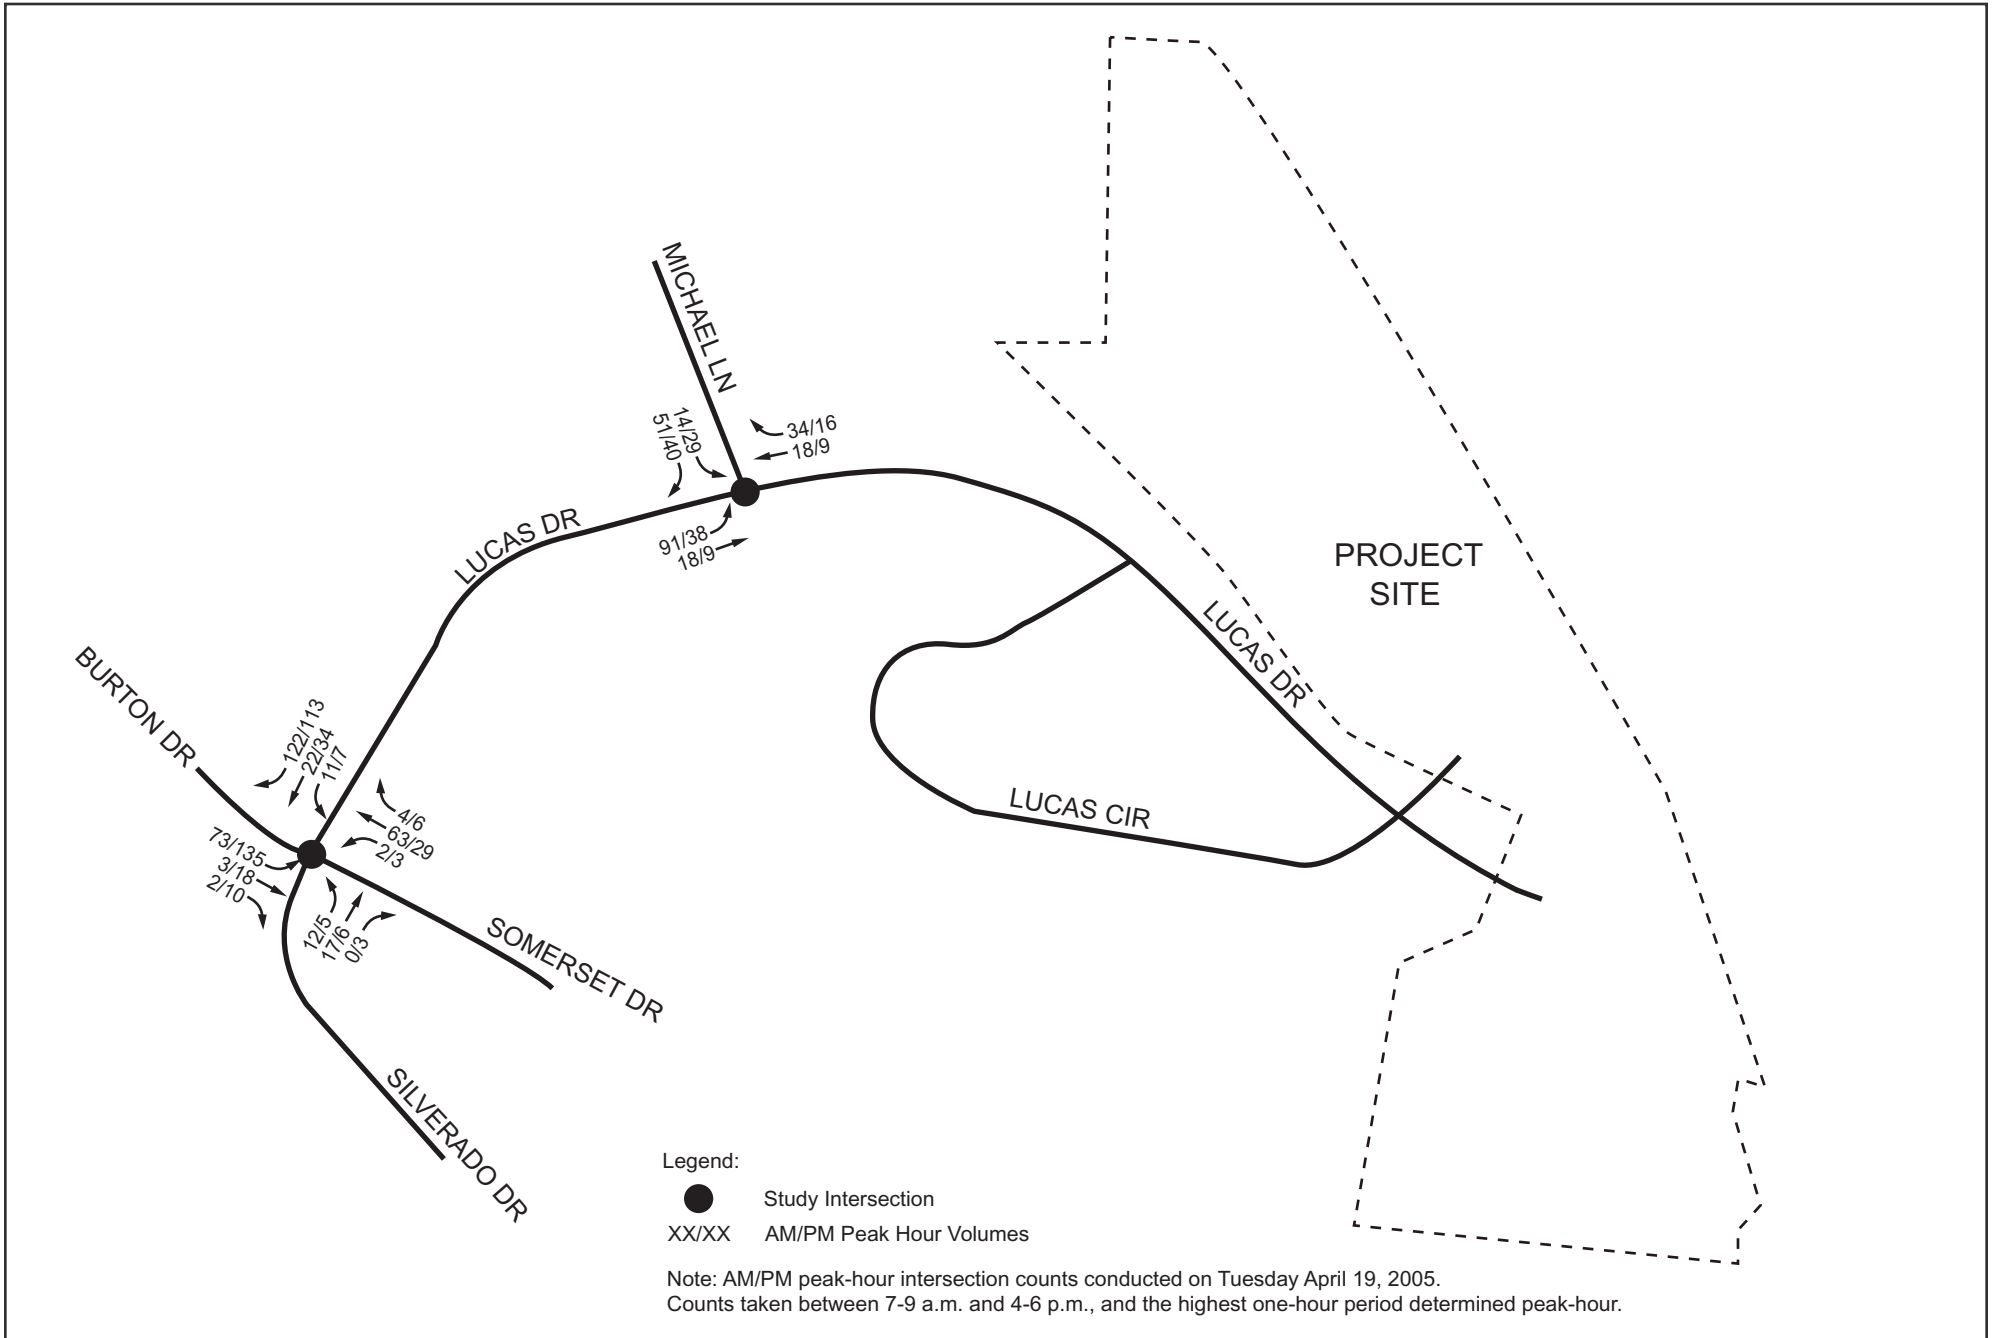 MICHAEL LN
14/29
51/40
34/16
18/9
LUCAS DR
91/38
18/9
PROJECT
SITE
LUCAS DR
BURTON DR
122/113
22/34
11/7
4/6
63/29
2/3
73/135
3/18
2/10
12/5
17/6
0/3
LUCAS CIR
SOMERSET DR
SILVERADO DR
Legend:
Study Intersection
XX/XX AM/PM Peak Hour Volumes
Note: AM/PM peak-hour intersection counts conducted on Tuesday April 19, 2005.
Counts taken between 7-9 a.m. and 4-6 p.m., and the highest one-hour period determined peak-hour.